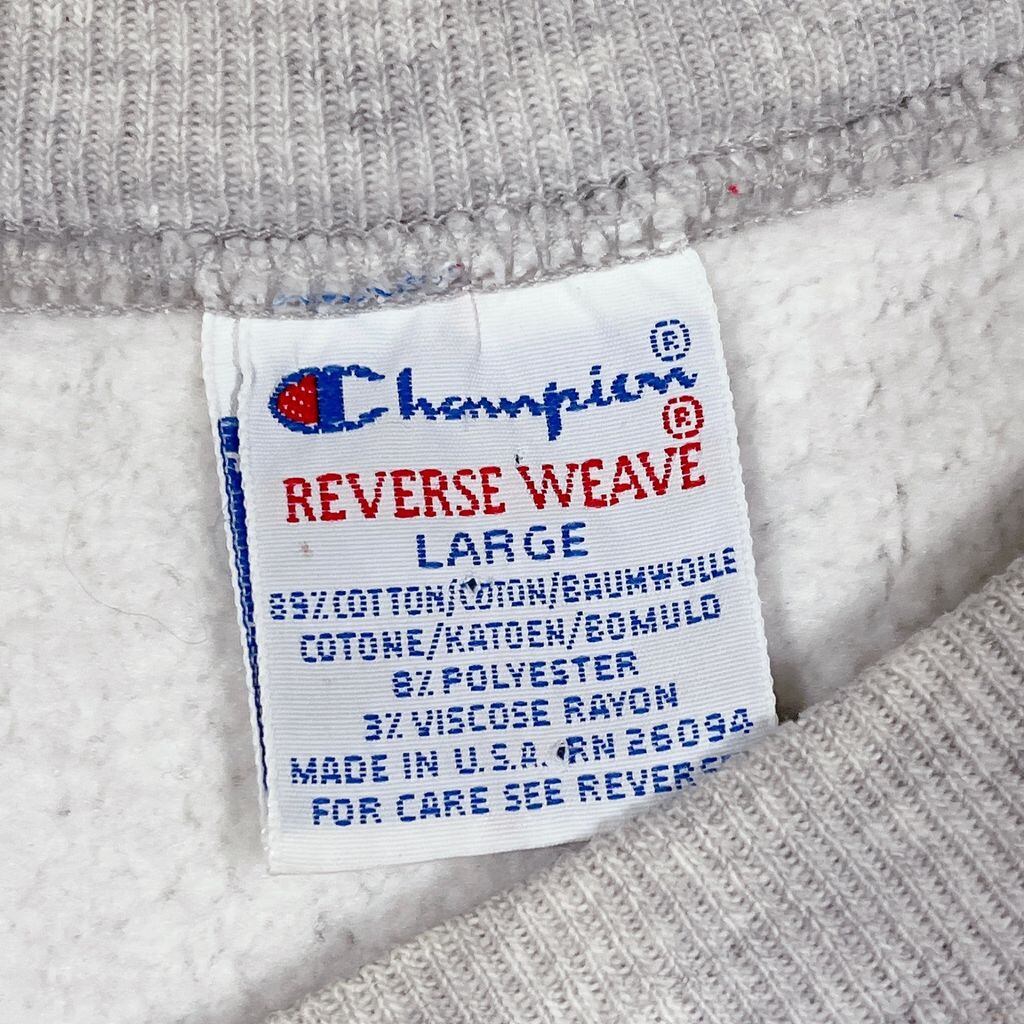 Champion®
REVERSE WEAVE®
LARGE
89% COTTON/COTON/BAUMWOLLE
COTONE/KATOEN/BOMULD
8% POLYESTER
3% VISCOSE RAYON
MADE IN U.S.A. RN 26094
FOR CARE SEE REVERSE